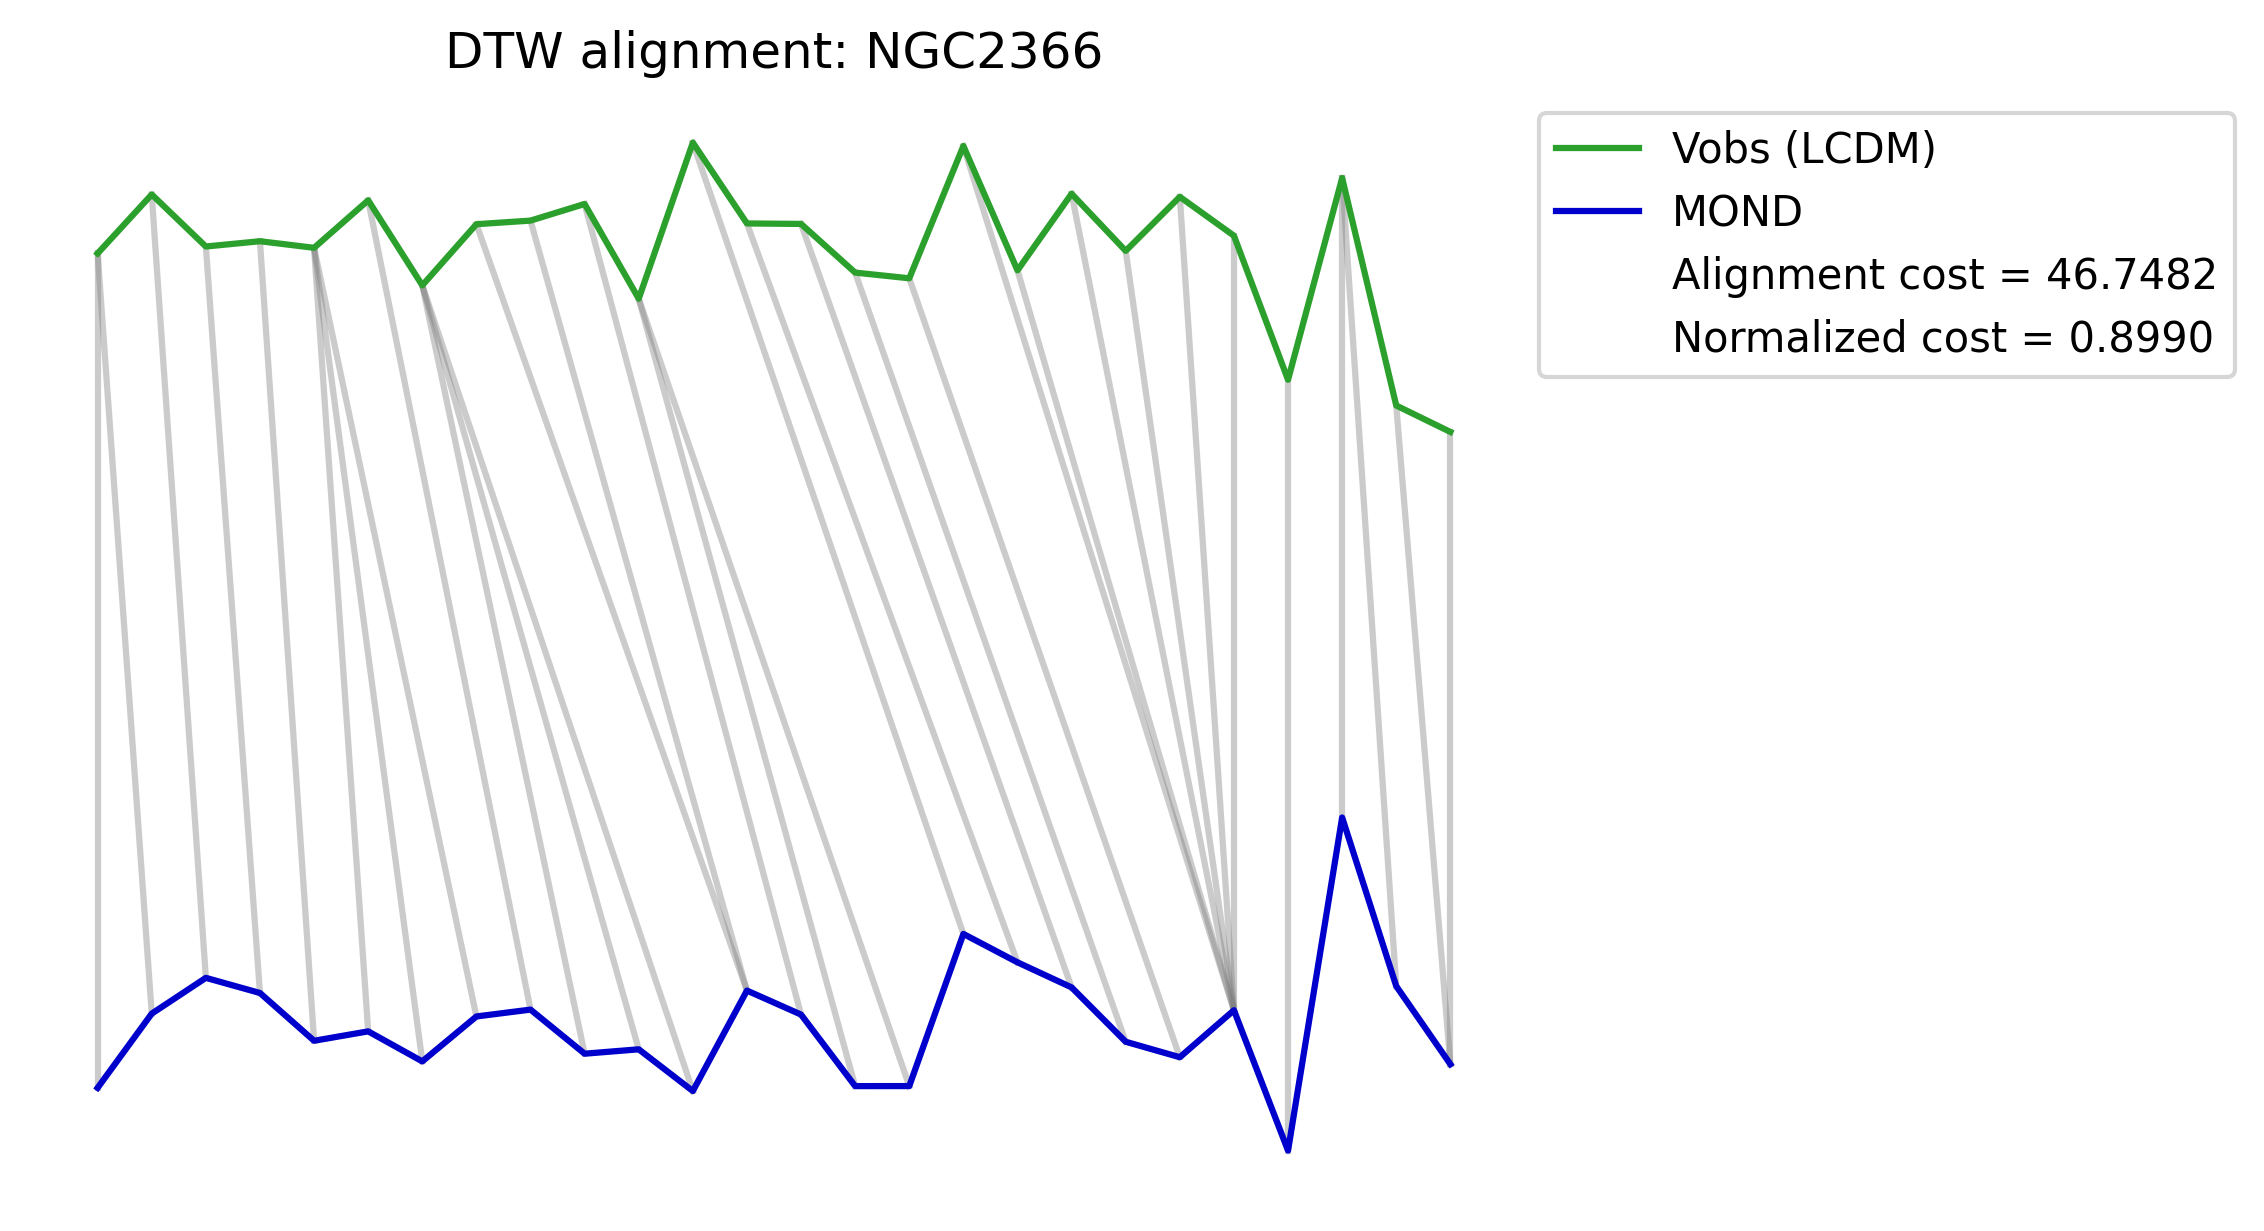 DTW alignment: NGC2366
Vobs (LCDM)
MOND
Alignment cost = 46.7482
Normalized cost = 0.8990